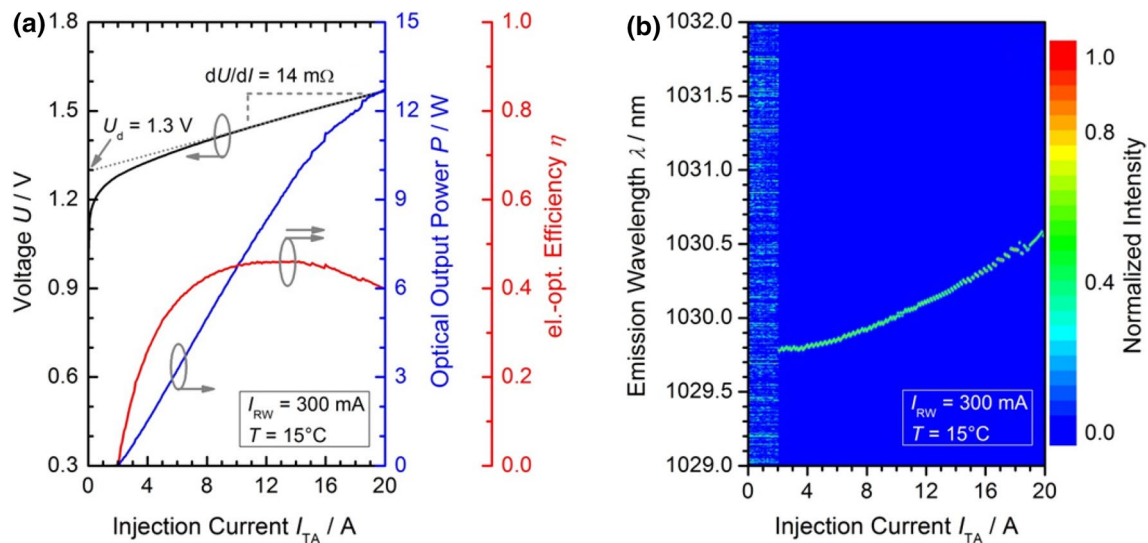 (a)
1.8
1.5
1.2
0.9
0.6
0.3
Voltage U / V
dU/dI = 14 mΩ
U_d = 1.3 V
I_RW = 300 mA
T = 15°C
0 4 8 12 16 20
Injection Current I_TA / A
15
12
9
6
3
0
Optical Output Power P / W
1.0
0.8
0.6
0.4
0.2
0.0
el.-opt. Efficiency η
(b)
1032.0
1031.5
1031.0
1030.5
1030.0
1029.5
1029.0
Emission Wavelength λ / nm
I_RW = 300 mA
T = 15°C
0 4 8 12 16 20
Injection Current I_TA / A
1.0
0.8
0.4
0.0
Normalized Intensity